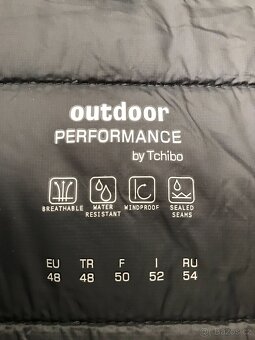 outdoor
PERFORMANCE
by Tchibo
BREATHABLE WATER RESISTANT WINDPROOF SEALED SEAMS
EU TR F I RU
48 48 50 52 54